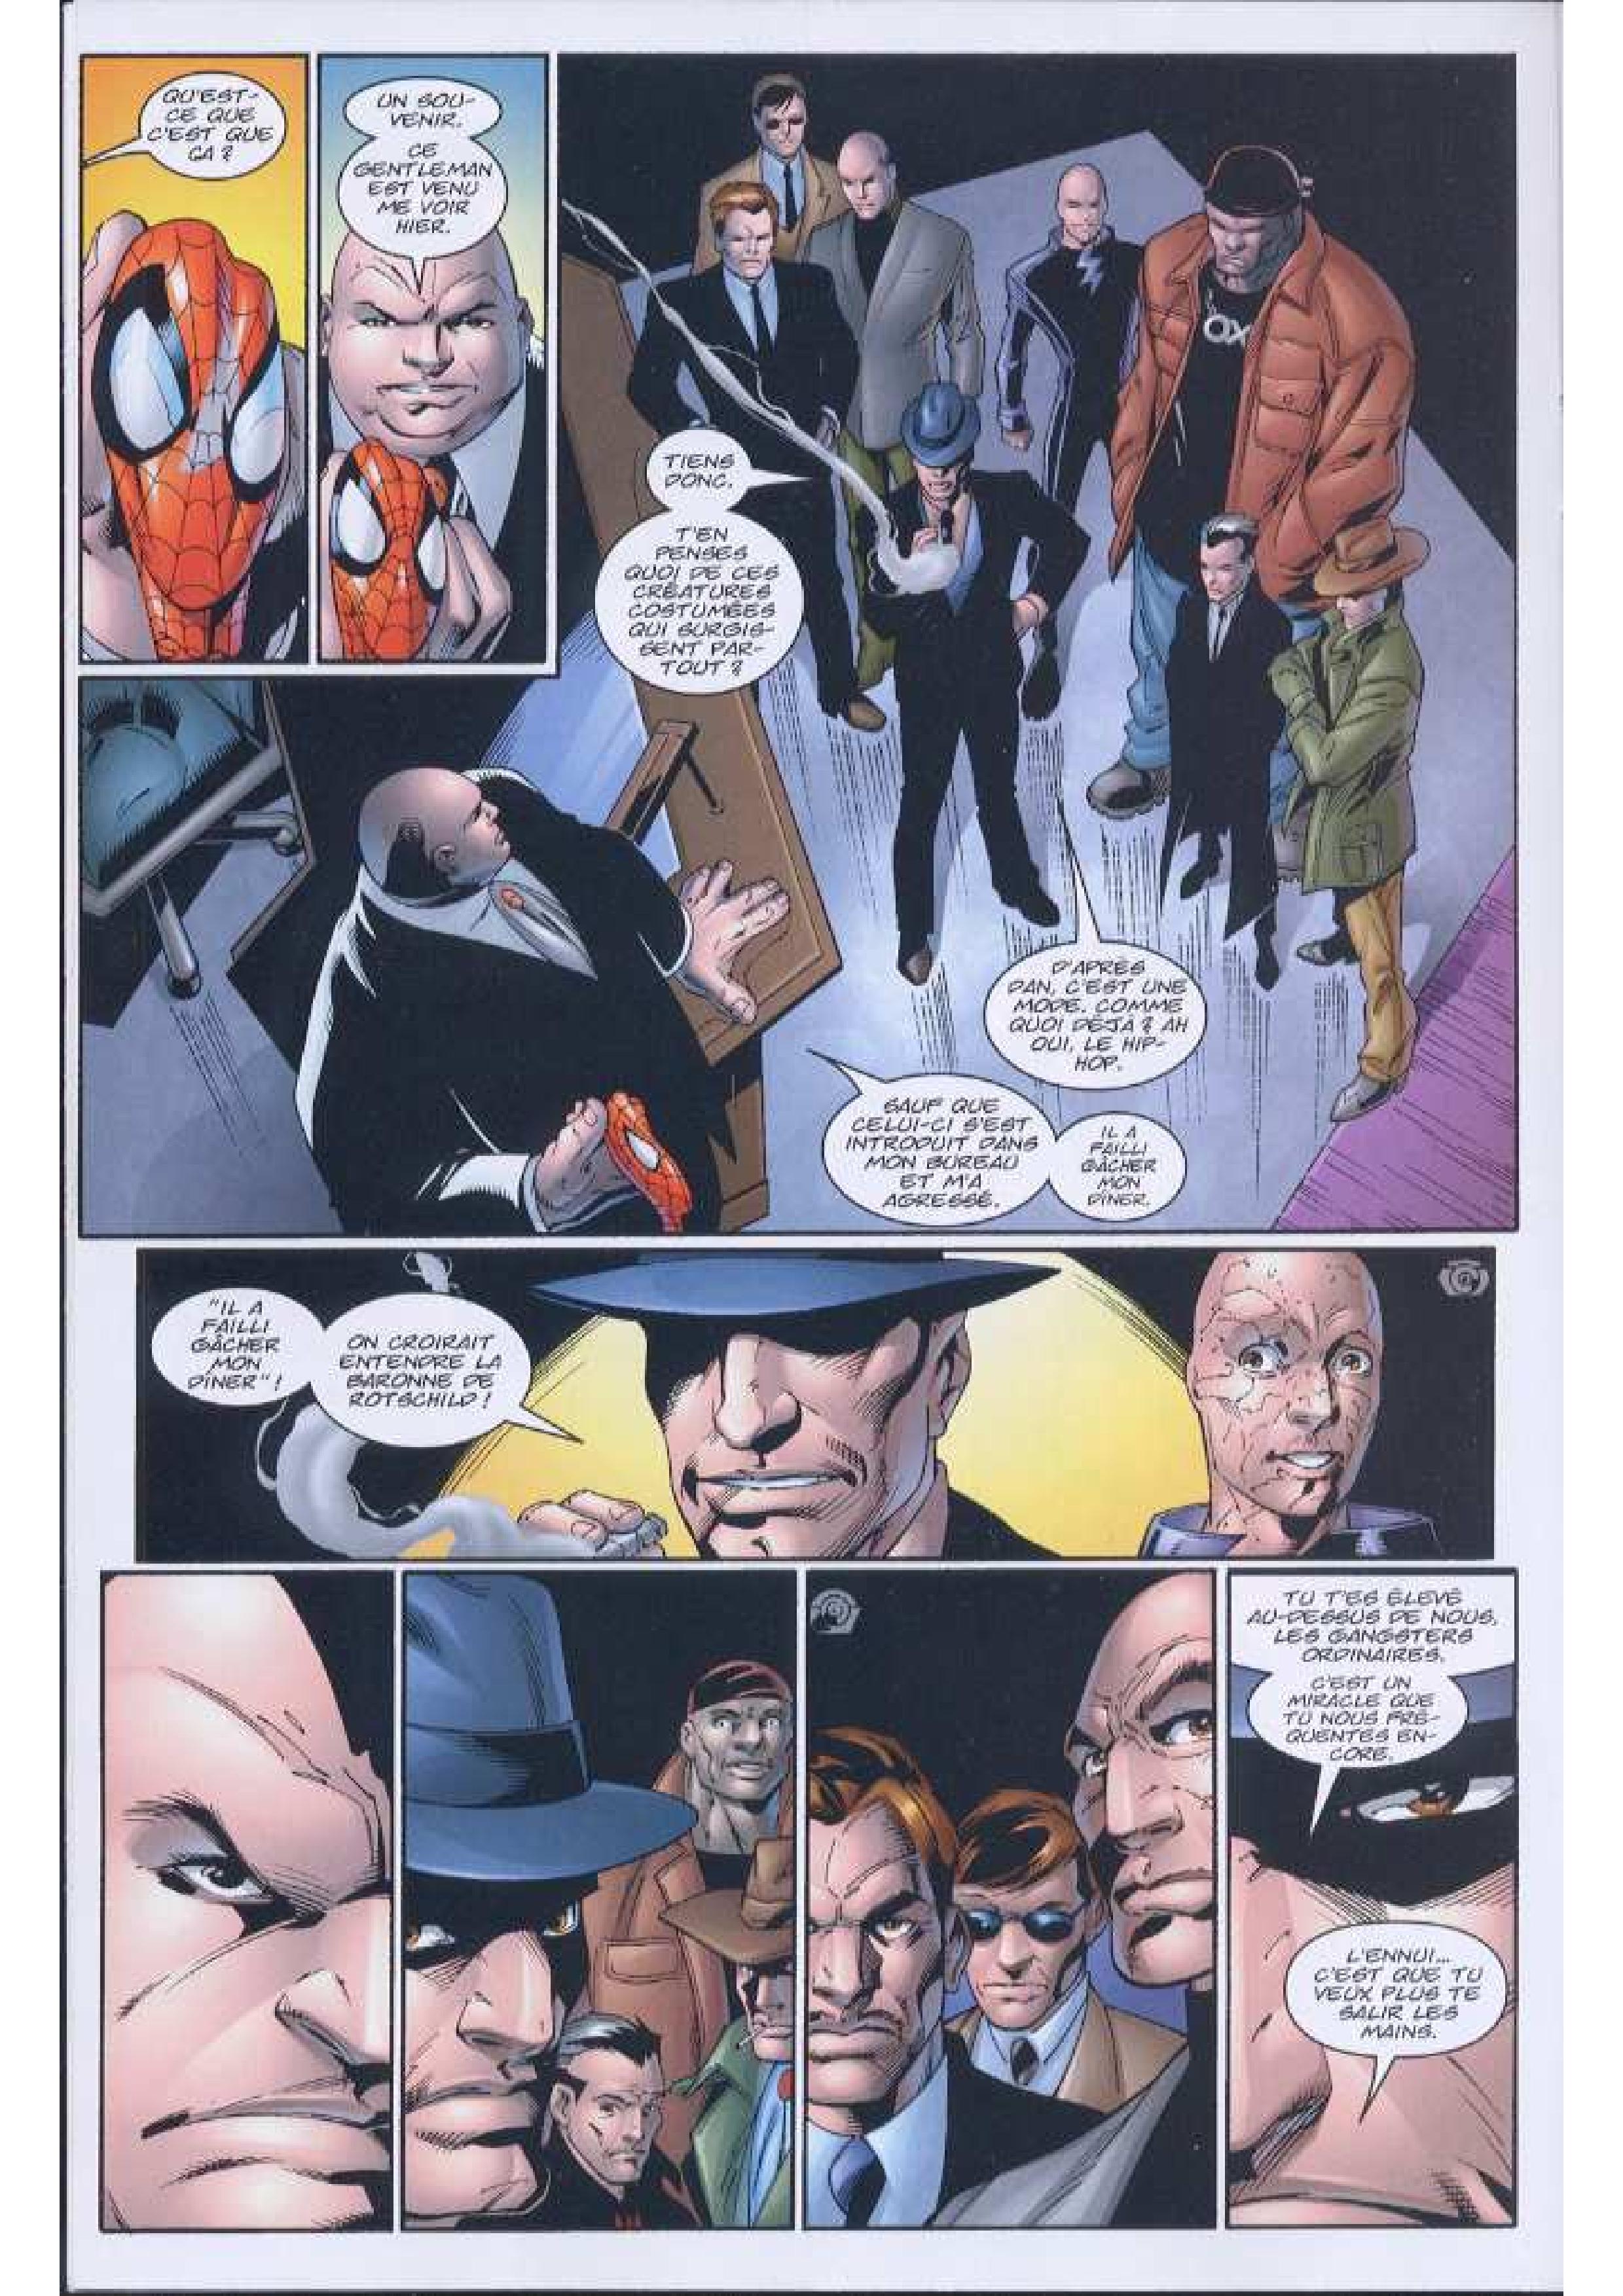 QU'EST-
CE QUE
C'EST QUE
ÇA ?
UN SOU-
VENIR.
CE
GENTLEMAN
EST VENU
ME VOIR
HIER.
TIENS
DONC.
T'EN
PENSES
QUOI DE CES
CRÉATURES
COSTUMÉES
QUI SURGIS-
SENT PAR-
TOUT ?
OX
D'APRÈS
DAN, C'EST UNE
MODE. COMME
QUOI DÉJÀ ? AH
OUI, LE HIP-
HOP.
SAUF QUE
CELUI-CI S'EST
INTRODUIT DANS
MON BUREAU
ET M'A
AGRESSÉ.
IL A
FAILLI
GÂCHER
MON
DÎNER.
"IL A
FAILLI
GÂCHER
MON
DÎNER" !
ON CROIRAIT
ENTENDRE LA
BARONNE DE
ROTSCHILD !
TU T'ES ÉLEVÉ
AU-DESSUS DE NOUS,
LES GANGSTERS
ORDINAIRES.
C'EST UN
MIRACLE QUE
TU NOUS FRÉ-
QUENTES EN-
CORE.
L'ENNUI...
C'EST QUE TU
VEUX PLUS TE
SALIR LES
MAINS.